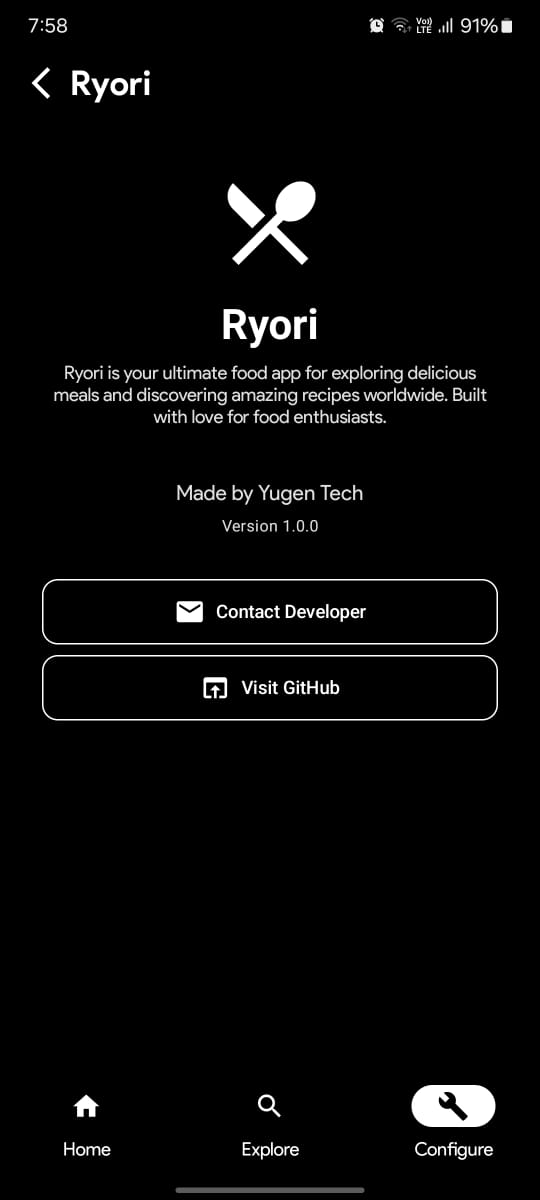 7:58
Vo))
LTE
91%
Ryori
Ryori
Ryori is your ultimate food app for exploring delicious
meals and discovering amazing recipes worldwide. Built
with love for food enthusiasts.
Made by Yugen Tech
Version 1.0.0
Contact Developer
Visit GitHub
Home
Explore
Configure